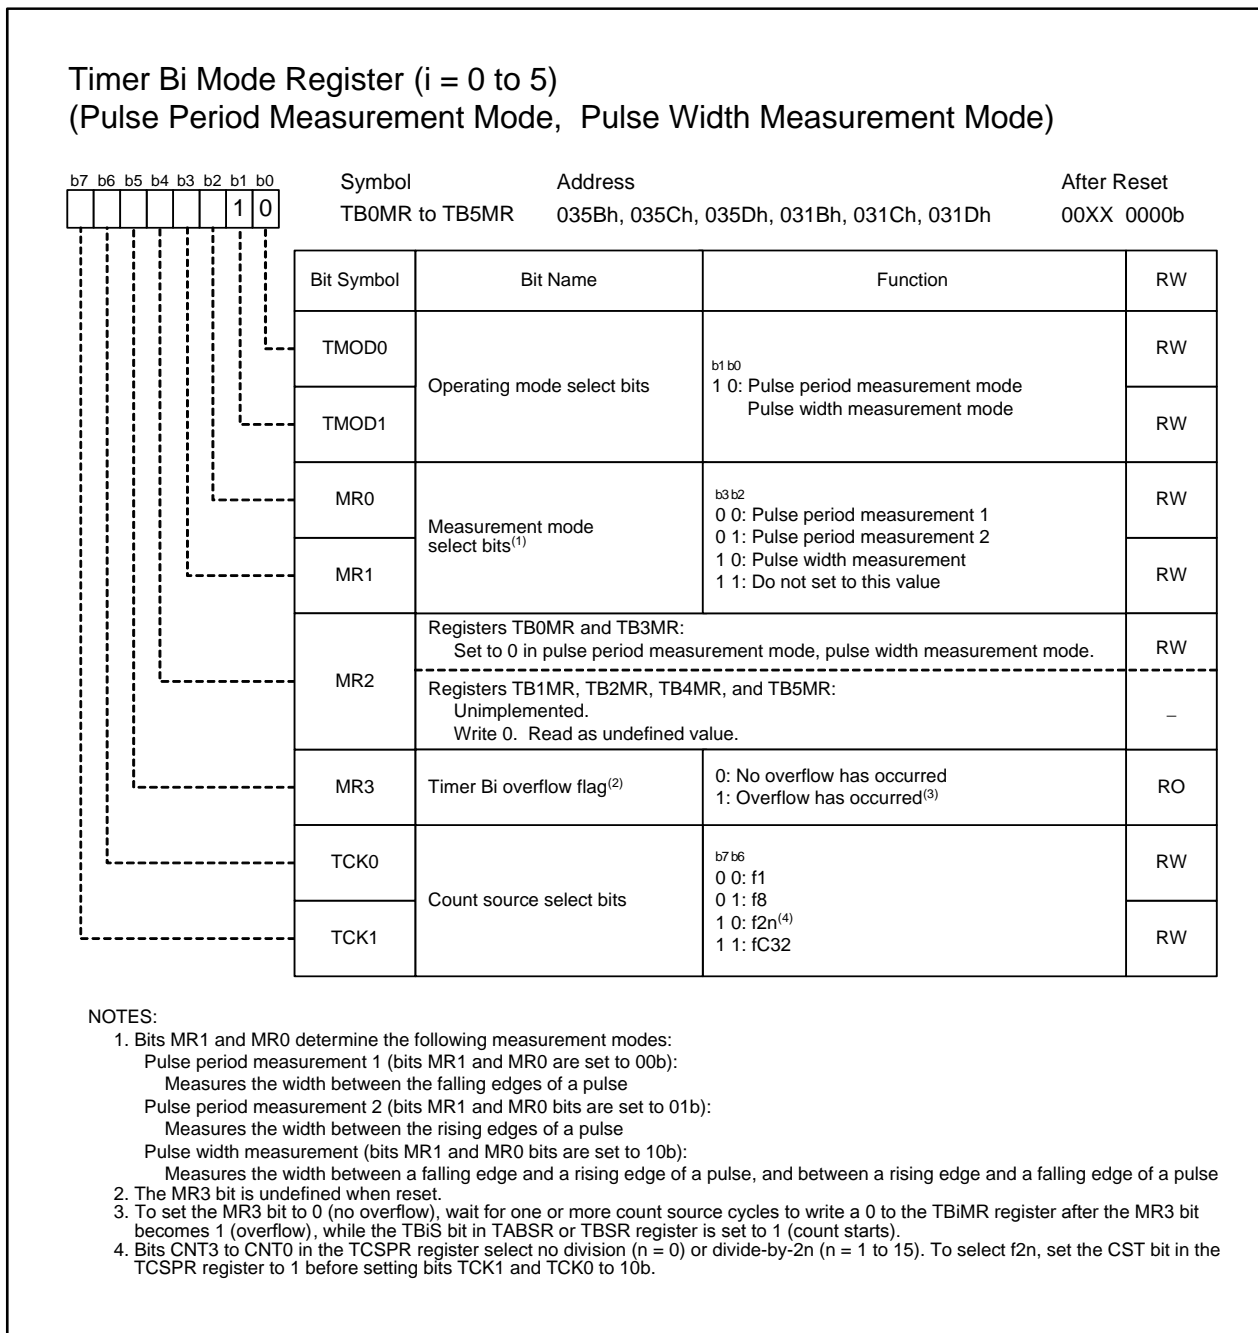 Timer Bi Mode Register (i = 0 to 5)
(Pulse Period Measurement Mode, Pulse Width Measurement Mode)
b7 b6 b5 b4 b3 b2 b1 b0
1 0
Symbol Address After Reset
TB0MR to TB5MR 035Bh, 035Ch, 035Dh, 031Bh, 031Ch, 031Dh 00XX 0000b
Bit Symbol Bit Name Function RW
TMOD0 RW
Operating mode select bits
b1 b0
1 0: Pulse period measurement mode
Pulse width measurement mode
TMOD1 RW
MR0 RW
Measurement mode
select bits(1)
b3 b2
0 0: Pulse period measurement 1
0 1: Pulse period measurement 2
1 0: Pulse width measurement
1 1: Do not set to this value
MR1 RW
MR2
Registers TB0MR and TB3MR:
Set to 0 in pulse period measurement mode, pulse width measurement mode. RW
Registers TB1MR, TB2MR, TB4MR, and TB5MR:
Unimplemented.
Write 0. Read as undefined value. –
MR3 Timer Bi overflow flag(2)
0: No overflow has occurred
1: Overflow has occurred(3)
RO
TCK0 RW
Count source select bits
b7 b6
0 0: f1
0 1: f8
1 0: f2n(4)
1 1: fC32
TCK1 RW
NOTES:
1. Bits MR1 and MR0 determine the following measurement modes:
Pulse period measurement 1 (bits MR1 and MR0 are set to 00b):
Measures the width between the falling edges of a pulse
Pulse period measurement 2 (bits MR1 and MR0 bits are set to 01b):
Measures the width between the rising edges of a pulse
Pulse width measurement (bits MR1 and MR0 bits are set to 10b):
Measures the width between a falling edge and a rising edge of a pulse, and between a rising edge and a falling edge of a pulse
2. The MR3 bit is undefined when reset.
3. To set the MR3 bit to 0 (no overflow), wait for one or more count source cycles to write a 0 to the TBiMR register after the MR3 bit
becomes 1 (overflow), while the TBiS bit in TABSR or TBSR register is set to 1 (count starts).
4. Bits CNT3 to CNT0 in the TCSPR register select no division (n = 0) or divide-by-2n (n = 1 to 15). To select f2n, set the CST bit in the
TCSPR register to 1 before setting bits TCK1 and TCK0 to 10b.